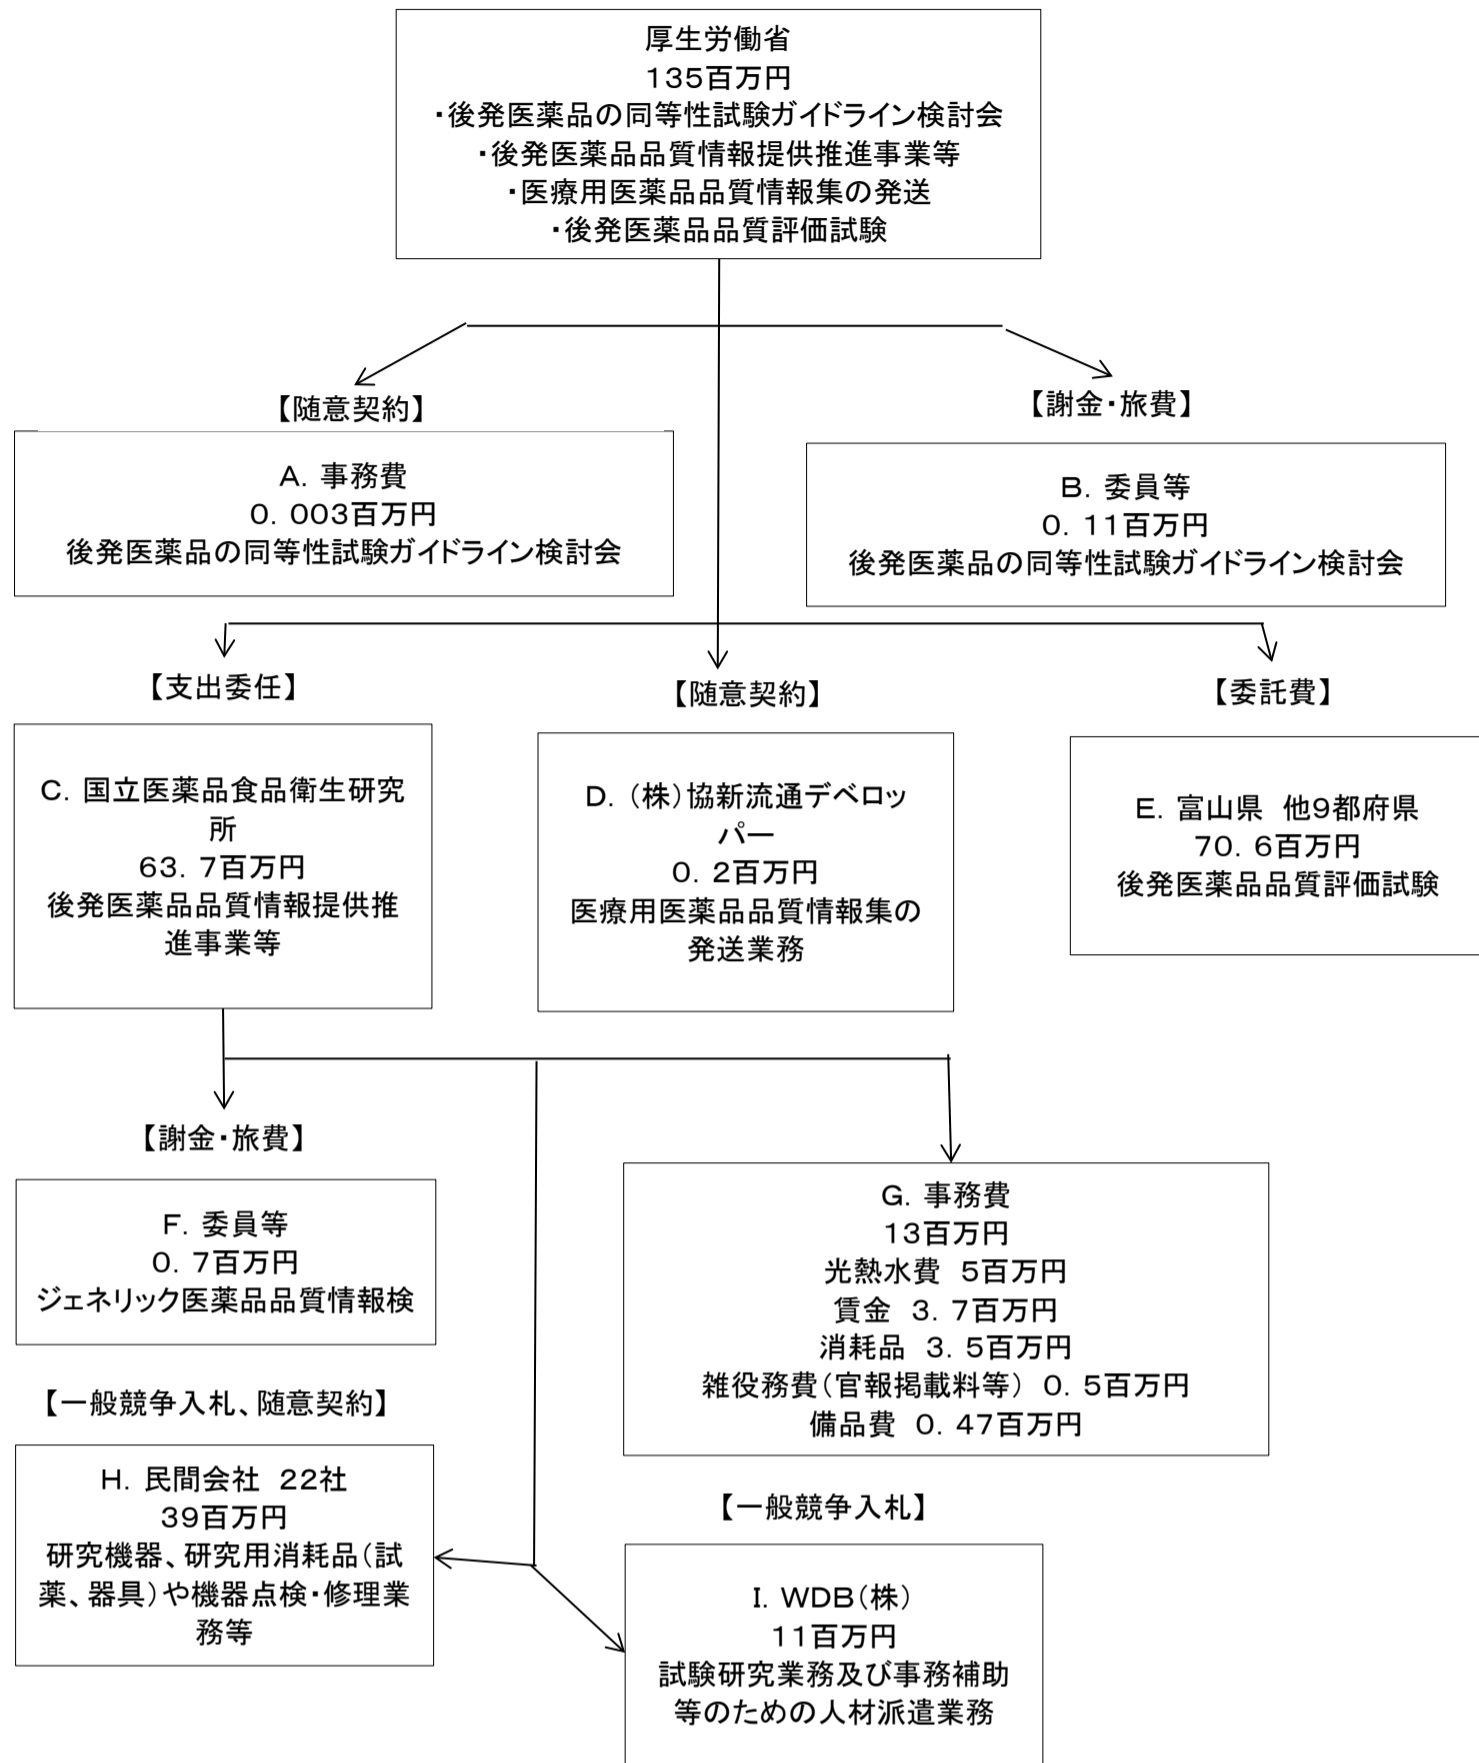 厚生労働省
135百万円
・後発医薬品の同等性試験ガイドライン検討会
・後発医薬品品質情報提供推進事業等
・医療用医薬品品質情報集の発送
・後発医薬品品質評価試験
【随意契約】
【謝金・旅費】
A. 事務費
0. 003百万円
後発医薬品の同等性試験ガイドライン検討会
B. 委員等
0. 11百万円
後発医薬品の同等性試験ガイドライン検討会
【支出委任】
【随意契約】
【委託費】
C. 国立医薬品食品衛生研究
所
63. 7百万円
後発医薬品品質情報提供推
進事業等
D. (株)協新流通デベロッ
パー
0. 2百万円
医療用医薬品品質情報集の
発送業務
E. 富山県 他9都府県
70. 6百万円
後発医薬品品質評価試験
【謝金・旅費】
F. 委員等
0. 7百万円
ジェネリック医薬品品質情報検
G. 事務費
13百万円
光熱水費 5百万円
賃金 3. 7百万円
消耗品 3. 5百万円
雑役務費(官報掲載料等) 0. 5百万円
備品費 0. 47百万円
【一般競争入札、随意契約】
H. 民間会社 22社
39百万円
研究機器、研究用消耗品(試
薬、器具)や機器点検・修理業
務等
【一般競争入札】
I. WDB(株)
11百万円
試験研究業務及び事務補助
等のための人材派遣業務